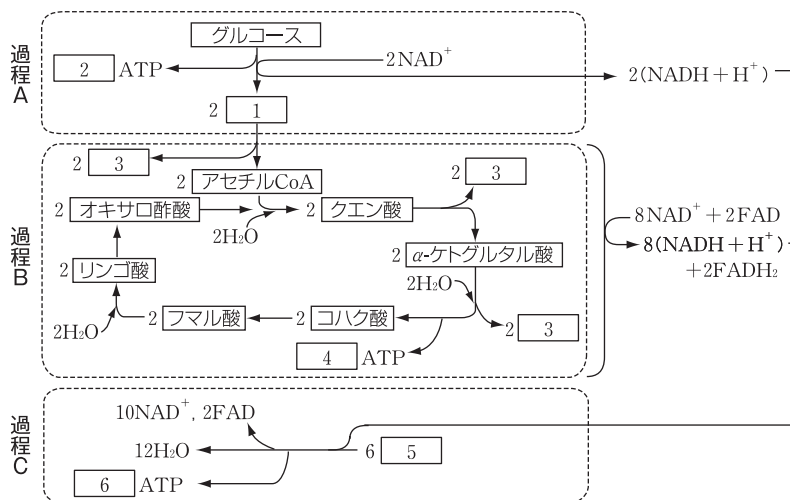 過程A
グルコース
2 ATP
2NAD⁺
2(NADH+H⁺)
2 1
過程B
2 3
2 アセチルCoA
2 3
2 オキサロ酢酸
2H₂O
2 クエン酸
8NAD⁺+2FAD
8(NADH+H⁺)
+2FADH₂
2 α-ケトグルタル酸
2 リンゴ酸
2H₂O
2H₂O
2 フマル酸
2 コハク酸
2 3
4 ATP
過程C
10NAD⁺, 2FAD
12H₂O
6 5
6 ATP